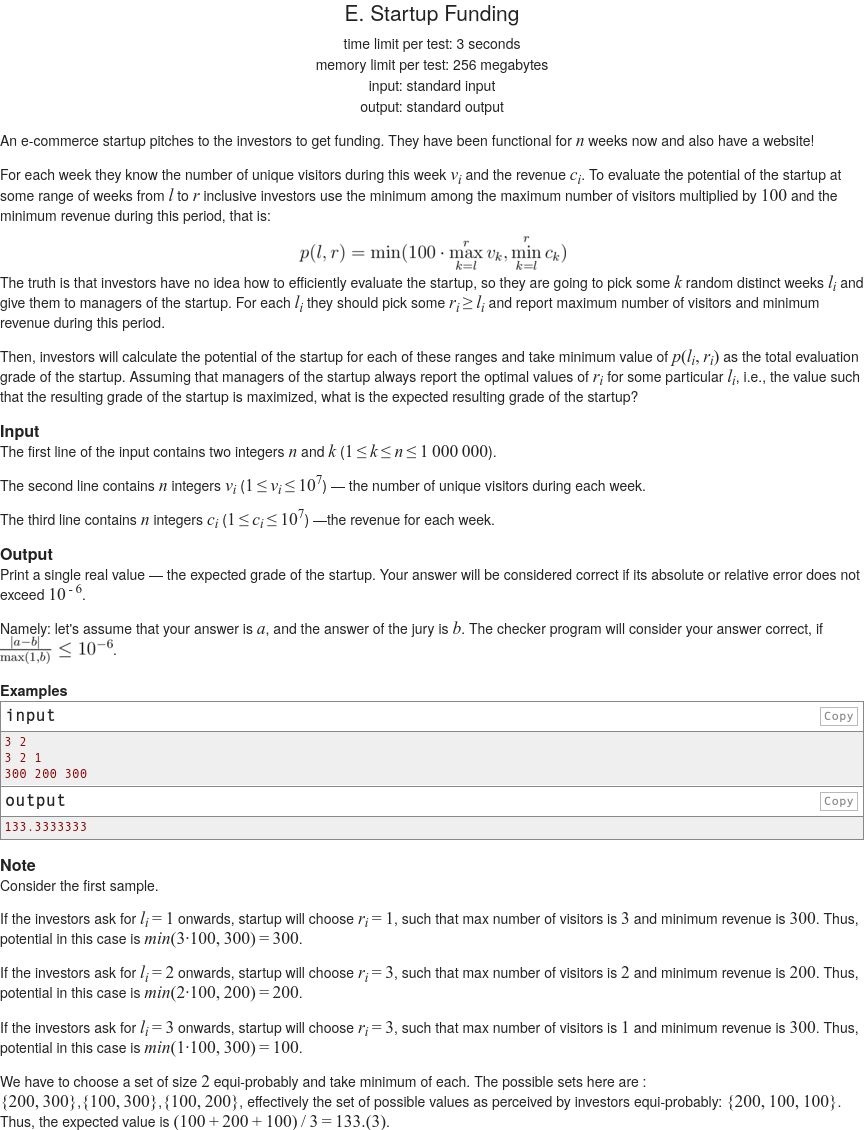 E. Startup Funding
time limit per test: 3 seconds
memory limit per test: 256 megabytes
input: standard input
output: standard output
An e-commerce startup pitches to the investors to get funding. They have been functional for n weeks now and also have a website!
For each week they know the number of unique visitors during this week v_i and the revenue c_i. To evaluate the potential of the startup at
some range of weeks from l to r inclusive investors use the minimum among the maximum number of visitors multiplied by 100 and the
minimum revenue during this period, that is:
p(l, r) = min(100 · max_{k=l}^{r} v_k, min_{k=l}^{r} c_k)
The truth is that investors have no idea how to efficiently evaluate the startup, so they are going to pick some k random distinct weeks l_i and
give them to managers of the startup. For each l_i they should pick some r_i ≥ l_i and report maximum number of visitors and minimum
revenue during this period.
Then, investors will calculate the potential of the startup for each of these ranges and take minimum value of p(l_i, r_i) as the total evaluation
grade of the startup. Assuming that managers of the startup always report the optimal values of r_i for some particular l_i, i.e., the value such
that the resulting grade of the startup is maximized, what is the expected resulting grade of the startup?
Input
The first line of the input contains two integers n and k (1 ≤ k ≤ n ≤ 1 000 000).
The second line contains n integers v_i (1 ≤ v_i ≤ 10^7) — the number of unique visitors during each week.
The third line contains n integers c_i (1 ≤ c_i ≤ 10^7) —the revenue for each week.
Output
Print a single real value — the expected grade of the startup. Your answer will be considered correct if its absolute or relative error does not
exceed 10^{-6}.
Namely: let's assume that your answer is a, and the answer of the jury is b. The checker program will consider your answer correct, if
|a−b| / max(1,b) ≤ 10^{−6}.
Examples
input
Copy
3 2
3 2 1
300 200 300
output
Copy
133.3333333
Note
Consider the first sample.
If the investors ask for l_i = 1 onwards, startup will choose r_i = 1, such that max number of visitors is 3 and minimum revenue is 300. Thus,
potential in this case is min(3·100, 300) = 300.
If the investors ask for l_i = 2 onwards, startup will choose r_i = 3, such that max number of visitors is 2 and minimum revenue is 200. Thus,
potential in this case is min(2·100, 200) = 200.
If the investors ask for l_i = 3 onwards, startup will choose r_i = 3, such that max number of visitors is 1 and minimum revenue is 300. Thus,
potential in this case is min(1·100, 300) = 100.
We have to choose a set of size 2 equi-probably and take minimum of each. The possible sets here are :
{200, 300},{100, 300},{100, 200}, effectively the set of possible values as perceived by investors equi-probably: {200, 100, 100}.
Thus, the expected value is (100 + 200 + 100) / 3 = 133.(3).